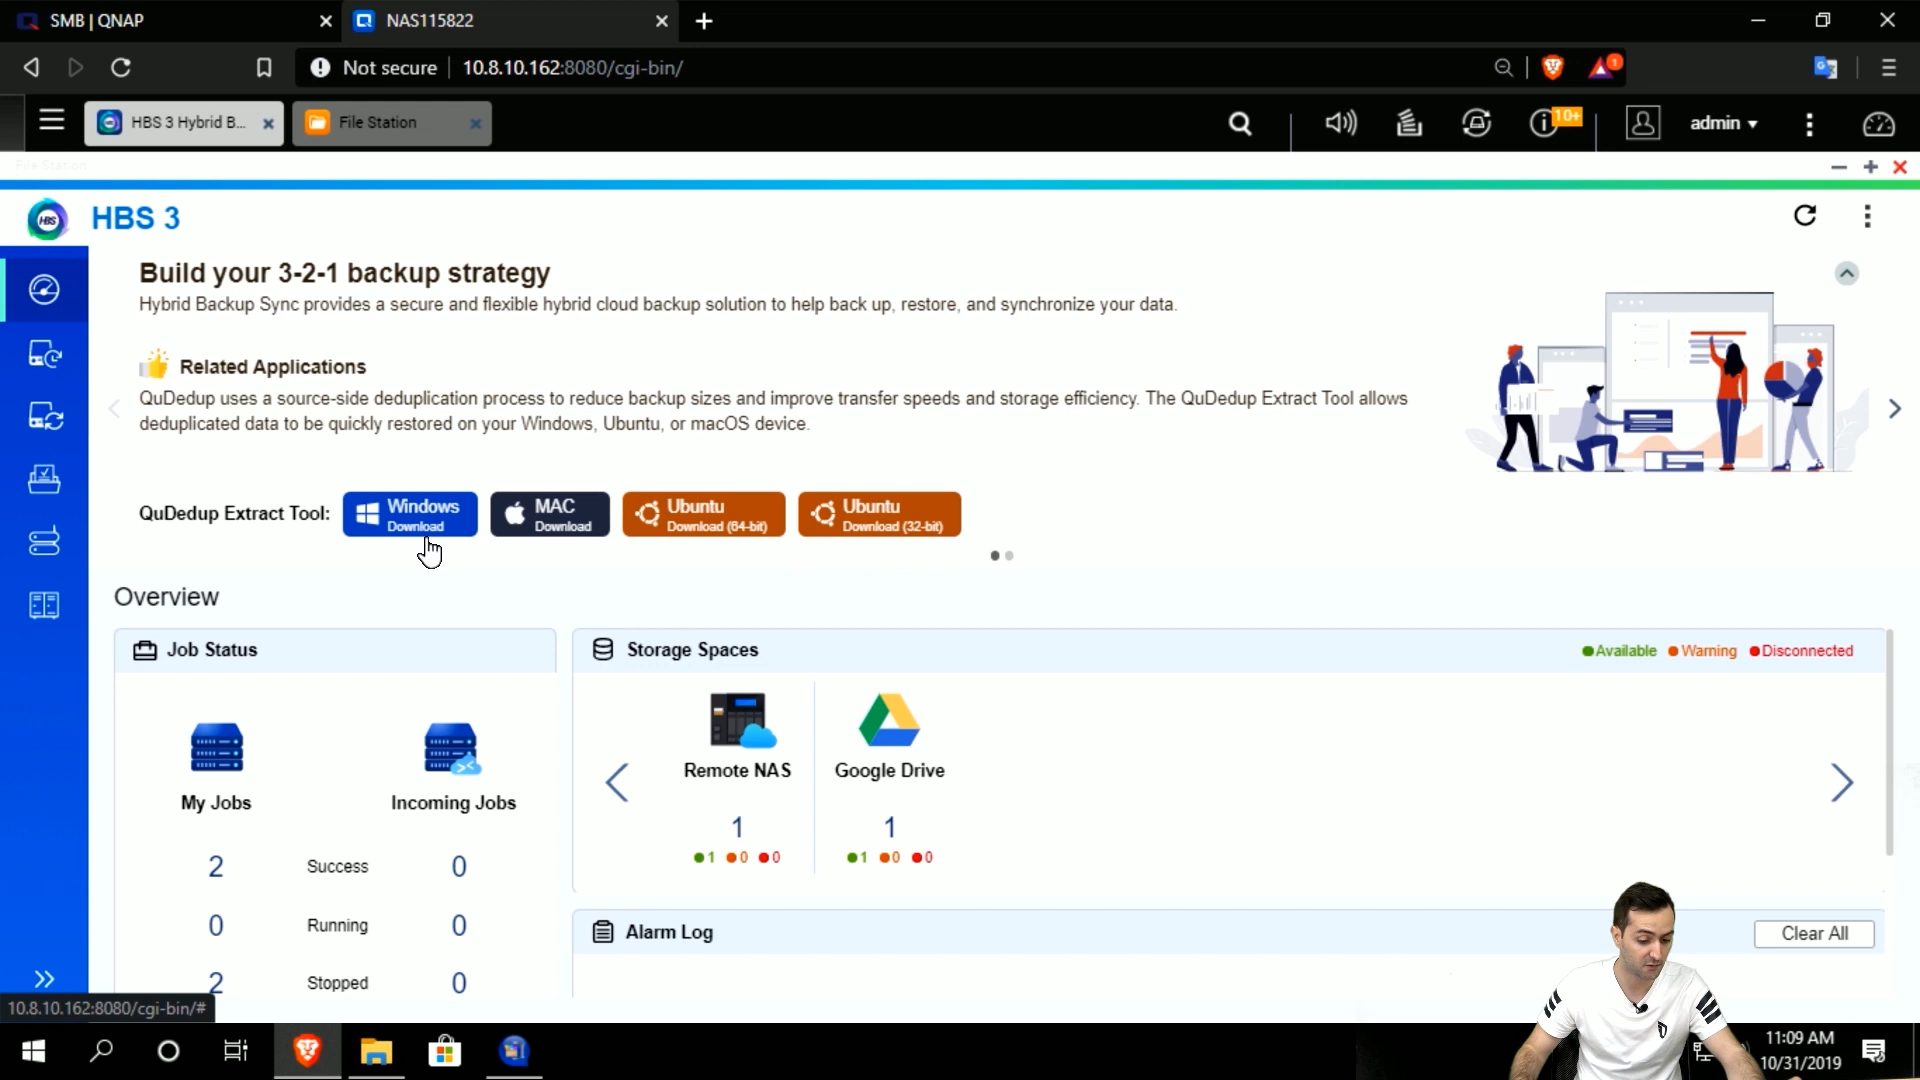 SMB | QNAP
NAS115822
Not secure
10.8.10.162:8080/cgi-bin/
1
HBS 3 Hybrid B...
File Station
10+
admin
File Station
HBS
HBS 3
Build your 3-2-1 backup strategy
Hybrid Backup Sync provides a secure and flexible hybrid cloud backup solution to help back up, restore, and synchronize your data.
Related Applications
QuDedup uses a source-side deduplication process to reduce backup sizes and improve transfer speeds and storage efficiency. The QuDedup Extract Tool allows
deduplicated data to be quickly restored on your Windows, Ubuntu, or macOS device.
QuDedup Extract Tool:
Windows
Download
MAC
Download
Ubuntu
Download (64-bit)
Ubuntu
Download (32-bit)
Overview
Job Status
My Jobs
Incoming Jobs
2 Success 0
0 Running 0
2 Stopped 0
Storage Spaces
Available Warning Disconnected
Remote NAS
1
1 0 0
Google Drive
1
1 0 0
Alarm Log
Clear All
10.8.10.162:8080/cgi-bin/#
11:09 AM
10/31/2019